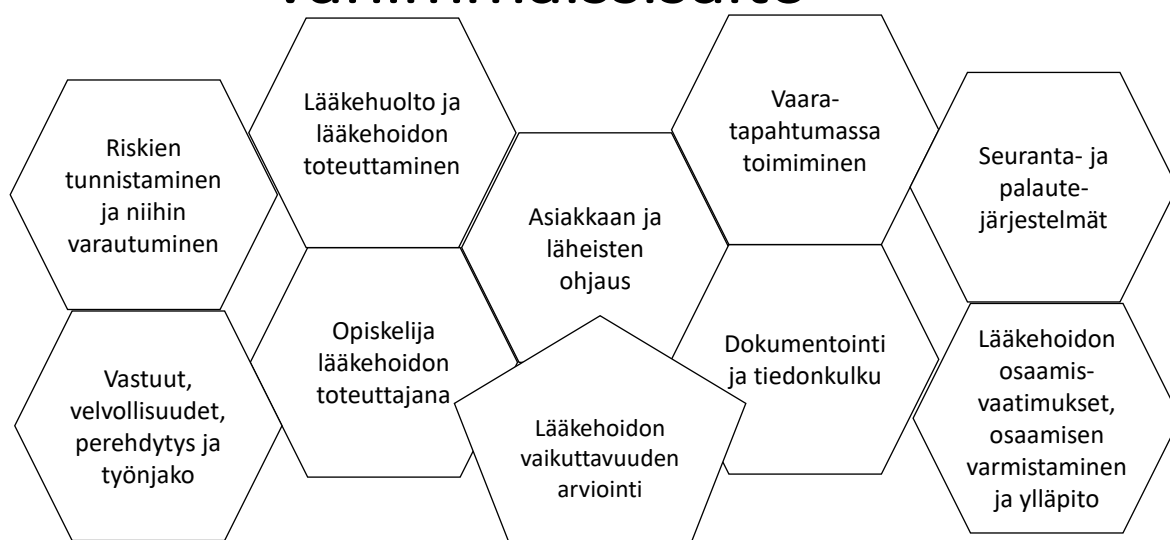 Riskien
tunnistaminen
ja niihin
varautuminen
Lääkehuolto ja
lääkehoidon
toteuttaminen
Asiakkaan ja
läheisten
ohjaus
Vaara-
tapahtumassa
toimiminen
Seuranta- ja
palaute-
järjestelmät
Vastuut,
velvollisuudet,
perehdytys ja
työnjako
Opiskelija
lääkehoidon
toteuttajana
Lääkehoidon
vaikuttavuuden
arviointi
Dokumentointi
ja tiedonkulku
Lääkehoidon
osaamis-
vaatimukset,
osaamisen
varmistaminen
ja ylläpito